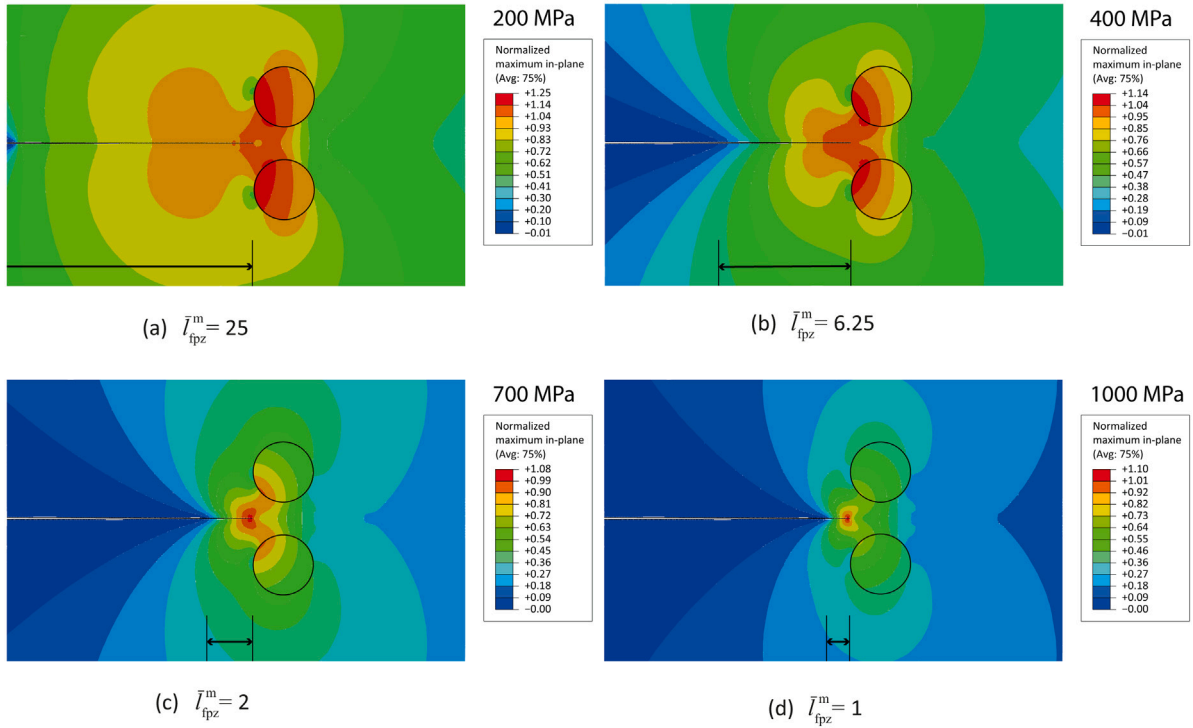 200 MPa
Normalized
maximum in-plane
(Avg: 75%)
+1.25
+1.14
+1.04
+0.93
+0.83
+0.72
+0.62
+0.51
+0.41
+0.30
+0.20
+0.10
−0.01
(a) l̄ᵐfpz = 25
400 MPa
Normalized
maximum in-plane
(Avg: 75%)
+1.14
+1.04
+0.95
+0.85
+0.76
+0.66
+0.57
+0.47
+0.38
+0.28
+0.19
+0.09
−0.01
(b) l̄ᵐfpz = 6.25
700 MPa
Normalized
maximum in-plane
(Avg: 75%)
+1.08
+0.99
+0.90
+0.81
+0.72
+0.63
+0.54
+0.45
+0.36
+0.27
+0.18
+0.09
−0.00
(c) l̄ᵐfpz = 2
1000 MPa
Normalized
maximum in-plane
(Avg: 75%)
+1.10
+1.01
+0.92
+0.82
+0.73
+0.64
+0.55
+0.46
+0.37
+0.27
+0.18
+0.09
−0.00
(d) l̄ᵐfpz = 1